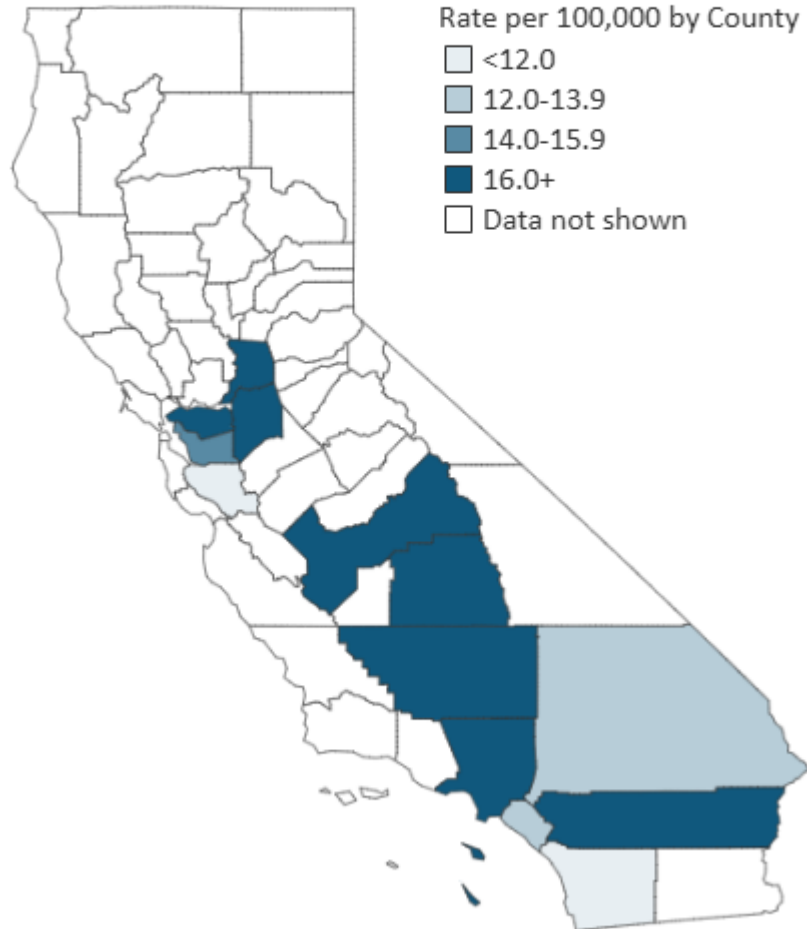 Rate per 100,000 by County
<12.0
12.0-13.9
14.0-15.9
16.0+
Data not shown